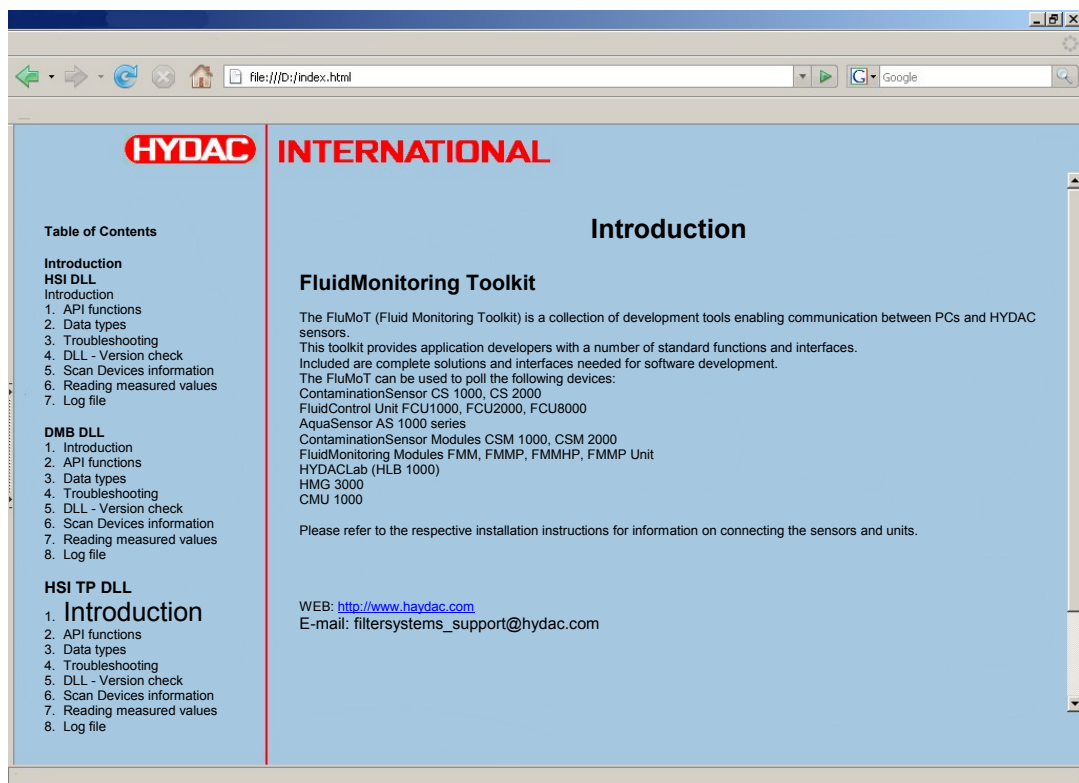 file:///D:/index.html
G Google
HYDAC INTERNATIONAL
Table of Contents
Introduction
HSI DLL
Introduction
1. API functions
2. Data types
3. Troubleshooting
4. DLL - Version check
5. Scan Devices information
6. Reading measured values
7. Log file
DMB DLL
1. Introduction
2. API functions
3. Data types
4. Troubleshooting
5. DLL - Version check
6. Scan Devices information
7. Reading measured values
8. Log file
HSI TP DLL
1. Introduction
2. API functions
3. Data types
4. Troubleshooting
5. DLL - Version check
6. Scan Devices information
7. Reading measured values
8. Log file
Introduction
FluidMonitoring Toolkit
The FluMoT (Fluid Monitoring Toolkit) is a collection of development tools enabling communication between PCs and HYDAC
sensors.
This toolkit provides application developers with a number of standard functions and interfaces.
Included are complete solutions and interfaces needed for software development.
The FluMoT can be used to poll the following devices:
ContaminationSensor CS 1000, CS 2000
FluidControl Unit FCU1000, FCU2000, FCU8000
AquaSensor AS 1000 series
ContaminationSensor Modules CSM 1000, CSM 2000
FluidMonitoring Modules FMM, FMMP, FMMHP, FMMP Unit
HYDACLab (HLB 1000)
HMG 3000
CMU 1000
Please refer to the respective installation instructions for information on connecting the sensors and units.
WEB: http://www.haydac.com
E-mail: filtersystems_support@hydac.com